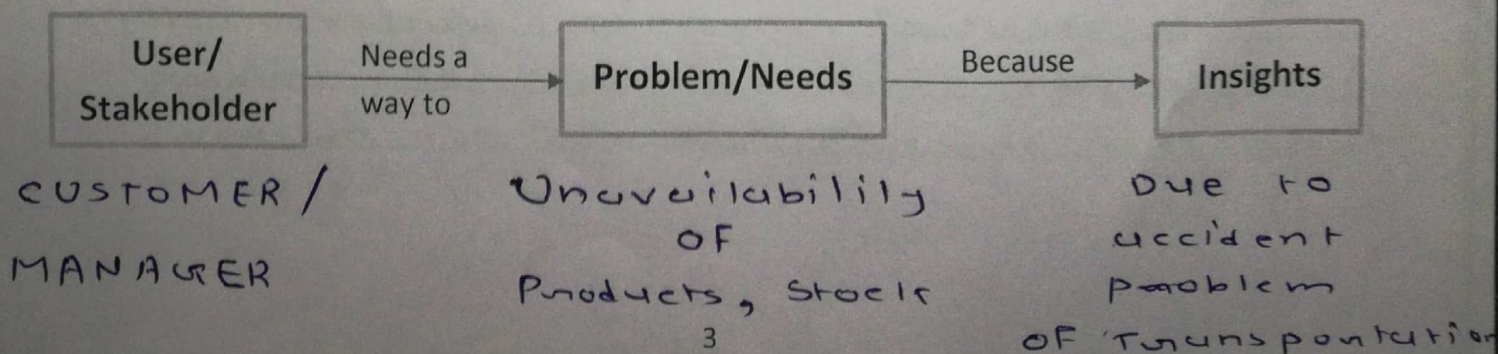 User/
Stakeholder
Needs a
way to
Problem/Needs
Because
Insights
CUSTOMER /
MANAGER
Unavailability
OF
Products, Stock
Due to
accident
problem
OF Transportation
3